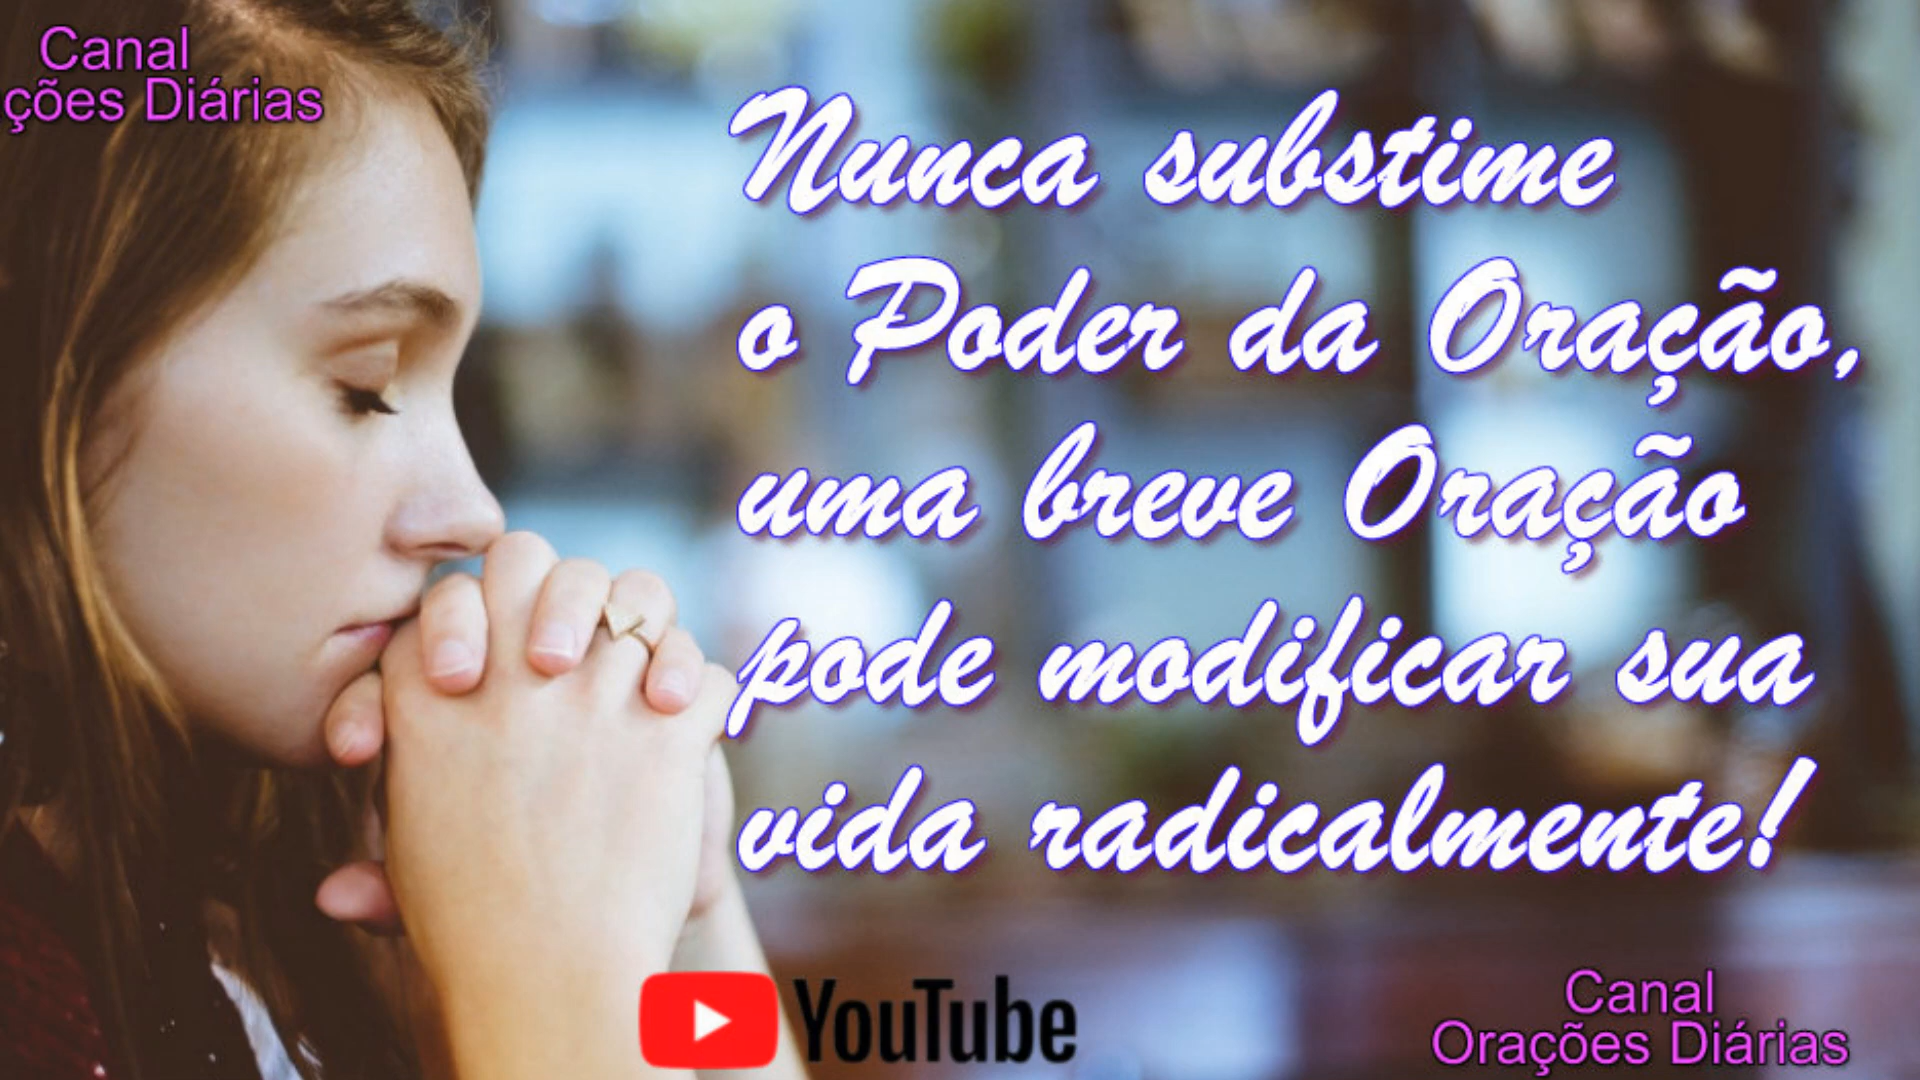 Canal
ções Diárias
Nunca substime
o Poder da Oração,
uma breve Oração
pode modificar sua
vida radicalmente!
YouTube
Canal
Orações Diárias